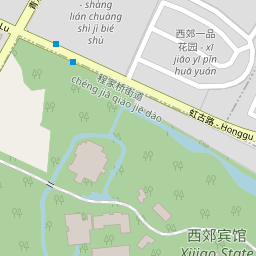 - shàng
lián chuàng
shì jì bié
shù
Lu
西郊一品
花园 - xī
jiāo yī pǐn
huā yuán
程家桥街道
chéng jiā qiáo jiē dào
虹古路 - Honggu
西郊宾馆
Xijiao State